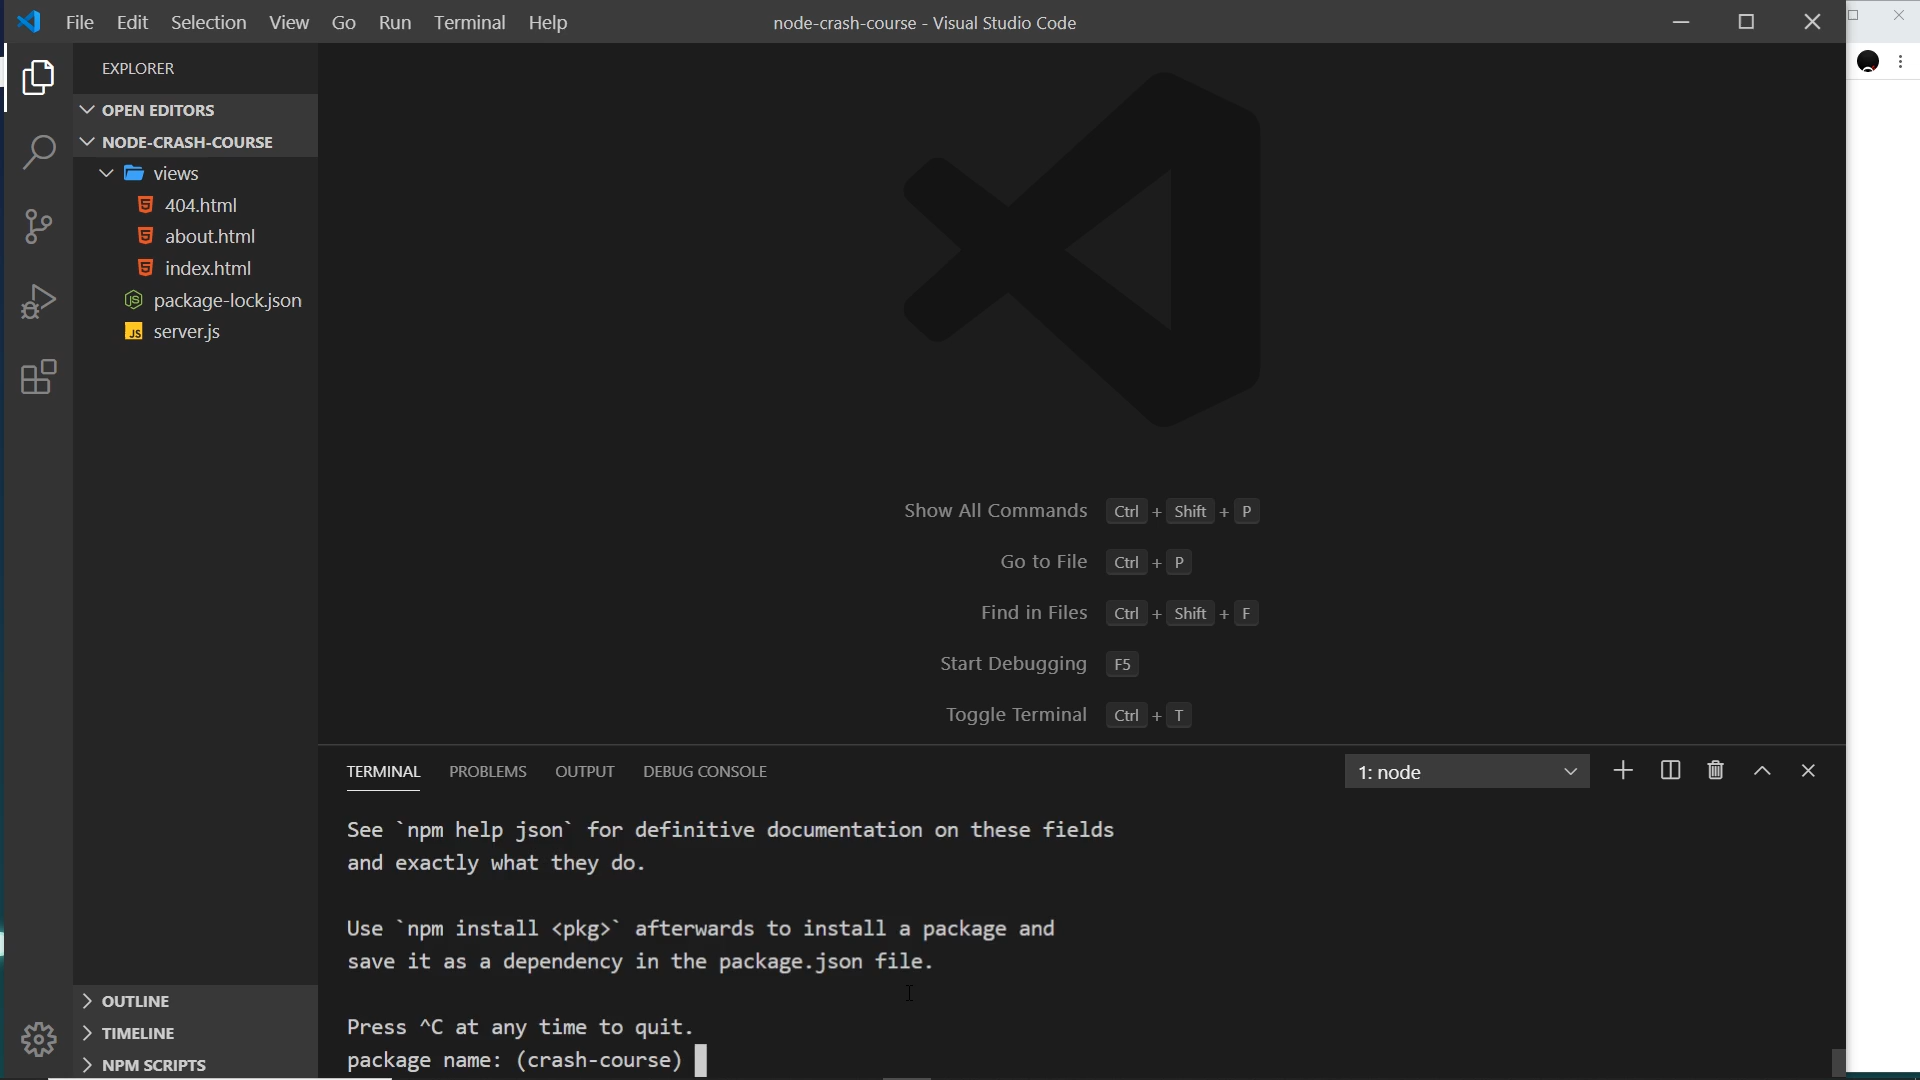 File Edit Selection View Go Run Terminal Help
node-crash-course - Visual Studio Code
EXPLORER
OPEN EDITORS
NODE-CRASH-COURSE
views
404.html
about.html
index.html
package-lock.json
JS server.js
Show All Commands Ctrl + Shift + P
Go to File Ctrl + P
Find in Files Ctrl + Shift + F
Start Debugging F5
Toggle Terminal Ctrl + T
TERMINAL PROBLEMS OUTPUT DEBUG CONSOLE
1: node
See `npm help json` for definitive documentation on these fields
and exactly what they do.
Use `npm install <pkg>` afterwards to install a package and
save it as a dependency in the package.json file.
Press ^C at any time to quit.
package name: (crash-course)
OUTLINE
TIMELINE
NPM SCRIPTS